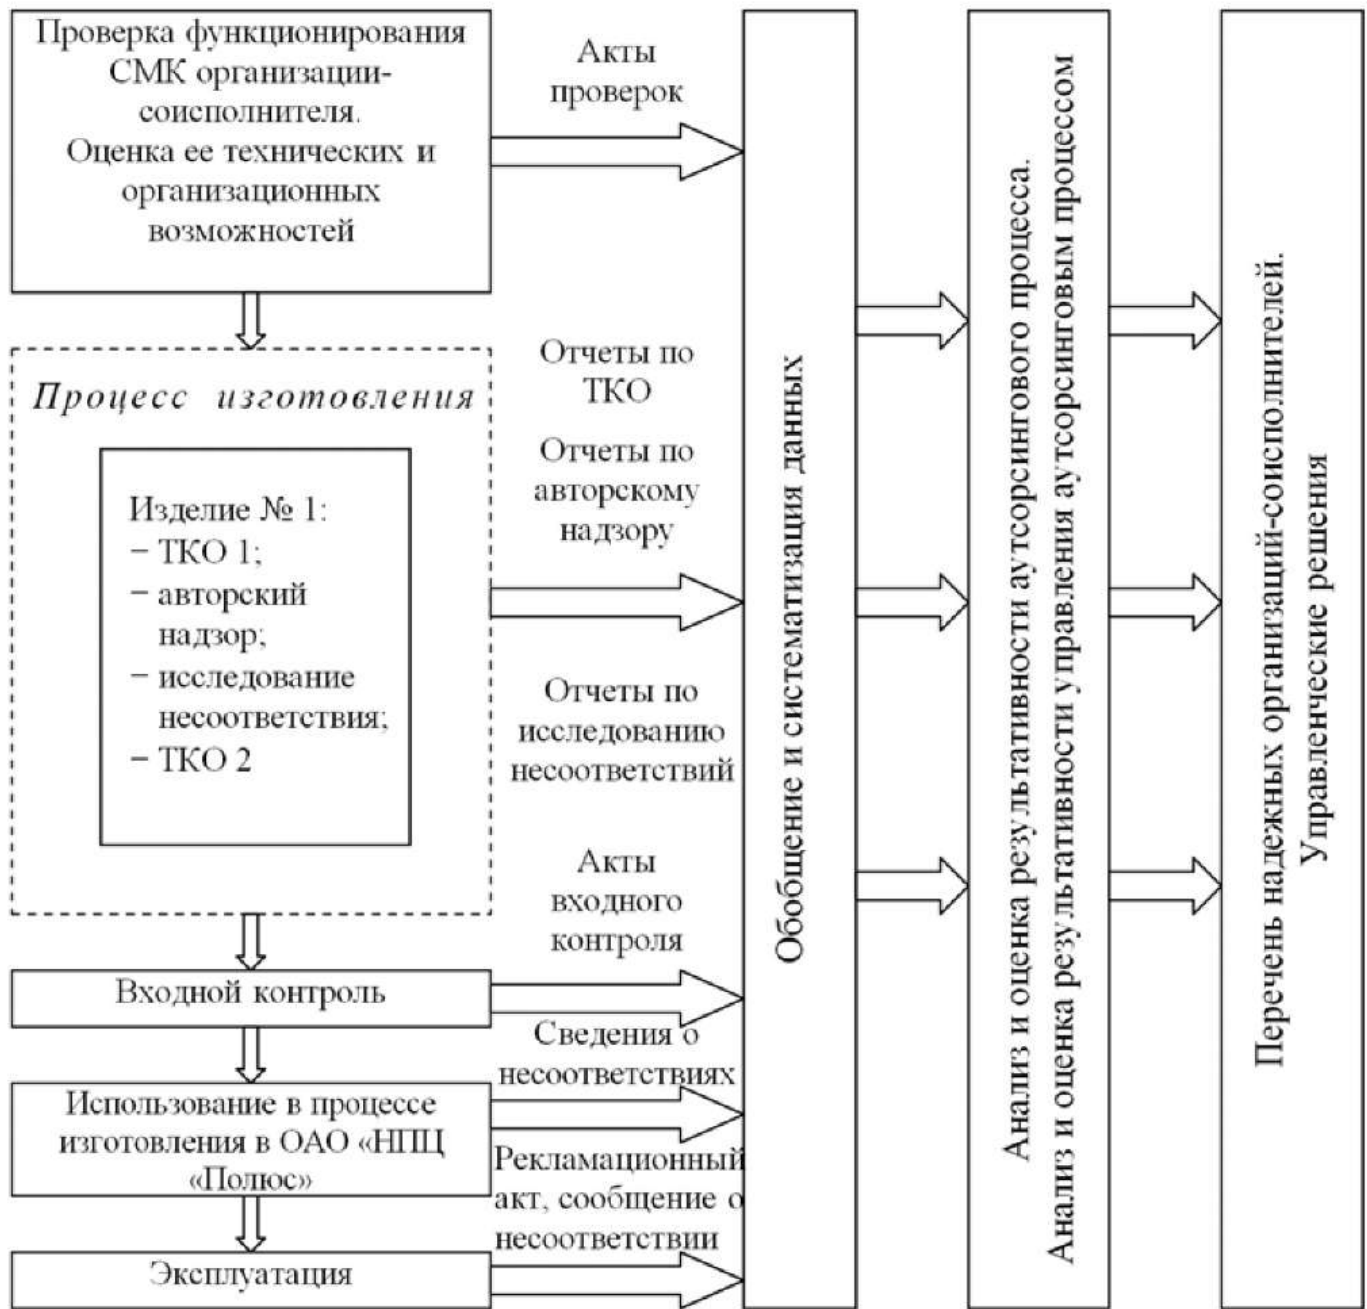 Проверка функционирования
СМК организации-
соисполнителя.
Оценка ее технических и
организационных
возможностей
Акты
проверок
Процесс изготовления
Изделие № 1:
– ТКО 1;
– авторский
надзор;
– исследование
несоответствия;
– ТКО 2
Отчеты по
ТКО
Отчеты по
авторскому
надзору
Отчеты по
исследованию
несоответствий
Акты
входного
контроля
Входной контроль
Сведения о
несоответствиях
Использование в процессе
изготовления в ОАО «НПЦ
«Полюс»
Рекламационный
акт, сообщение о
несоответствии
Эксплуатация
Обобщение и систематизация данных
Анализ и оценка результативности аутсорсингового процесса.
Анализ и оценка результативности управления аутсорсинговым процессом
Перечень надежных организаций-соисполнителей.
Управленческие решения